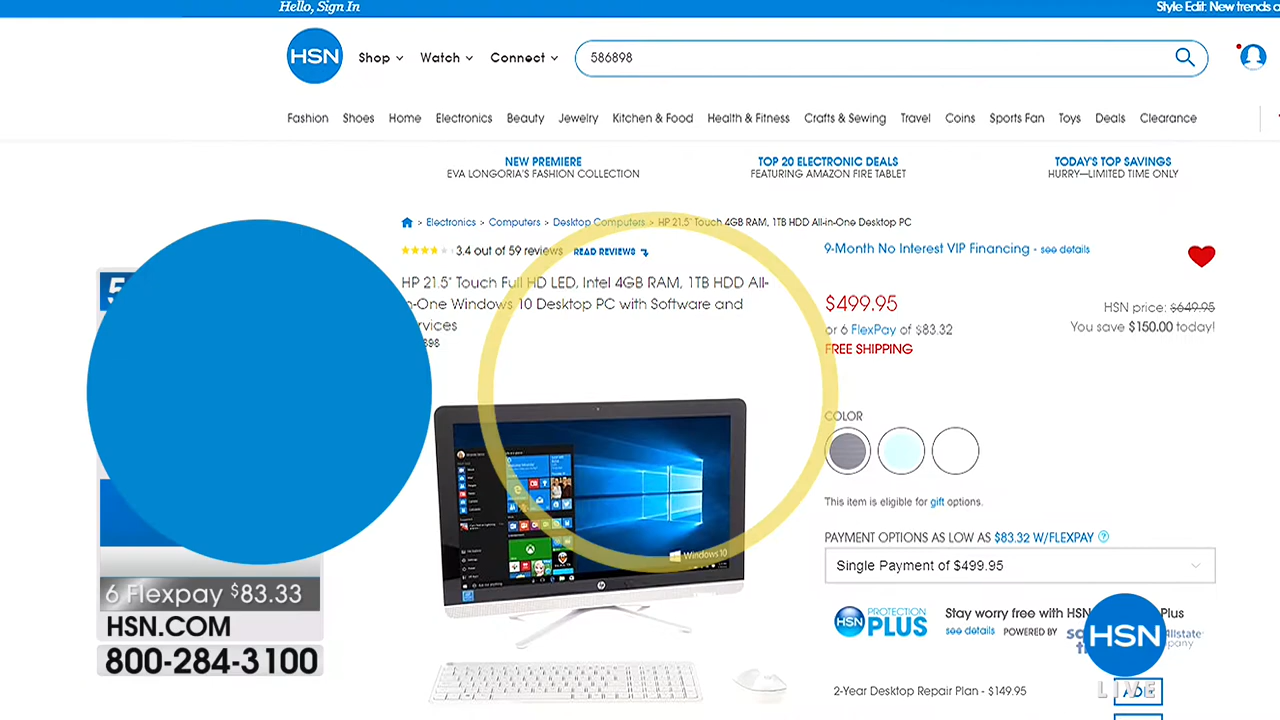 Hello, Sign In
Style Edit: New trends
HSN
Shop
Watch
Connect
586898
Fashion
Shoes
Home
Electronics
Beauty
Jewelry
Kitchen & Food
Health & Fitness
Crafts & Sewing
Travel
Coins
Sports Fan
Toys
Deals
Clearance
NEW PREMIERE
EVA LONGORIA'S FASHION COLLECTION
TOP 20 ELECTRONIC DEALS
FEATURING AMAZON FIRE TABLET
TODAY'S TOP SAVINGS
HURRY—LIMITED TIME ONLY
> Electronics > Computers > Desktop Computers > HP 21.5" Touch 4GB RAM, 1TB HDD All-in-One Desktop PC
3.4 out of 59 reviews READ REVIEWS
HP 21.5" Touch Full HD LED, Intel 4GB RAM, 1TB HDD All-
n-One Windows 10 Desktop PC with Software and
rvices
898
9-Month No Interest VIP Financing - see details
$499.95
or 6 FlexPay of $83.32
FREE SHIPPING
HSN price: $649.95
You save $150.00 today!
COLOR
This item is eligible for gift options.
PAYMENT OPTIONS AS LOW AS $83.32 W/FLEXPAY
Single Payment of $499.95
HSN PROTECTION
PLUS
Stay worry free with HSN Plus
see details POWERED BY
Allstate
HSN
LIVE
2-Year Desktop Repair Plan - $149.95
Windows 10
hp
5
6 Flexpay $83.33
HSN.COM
800-284-3100